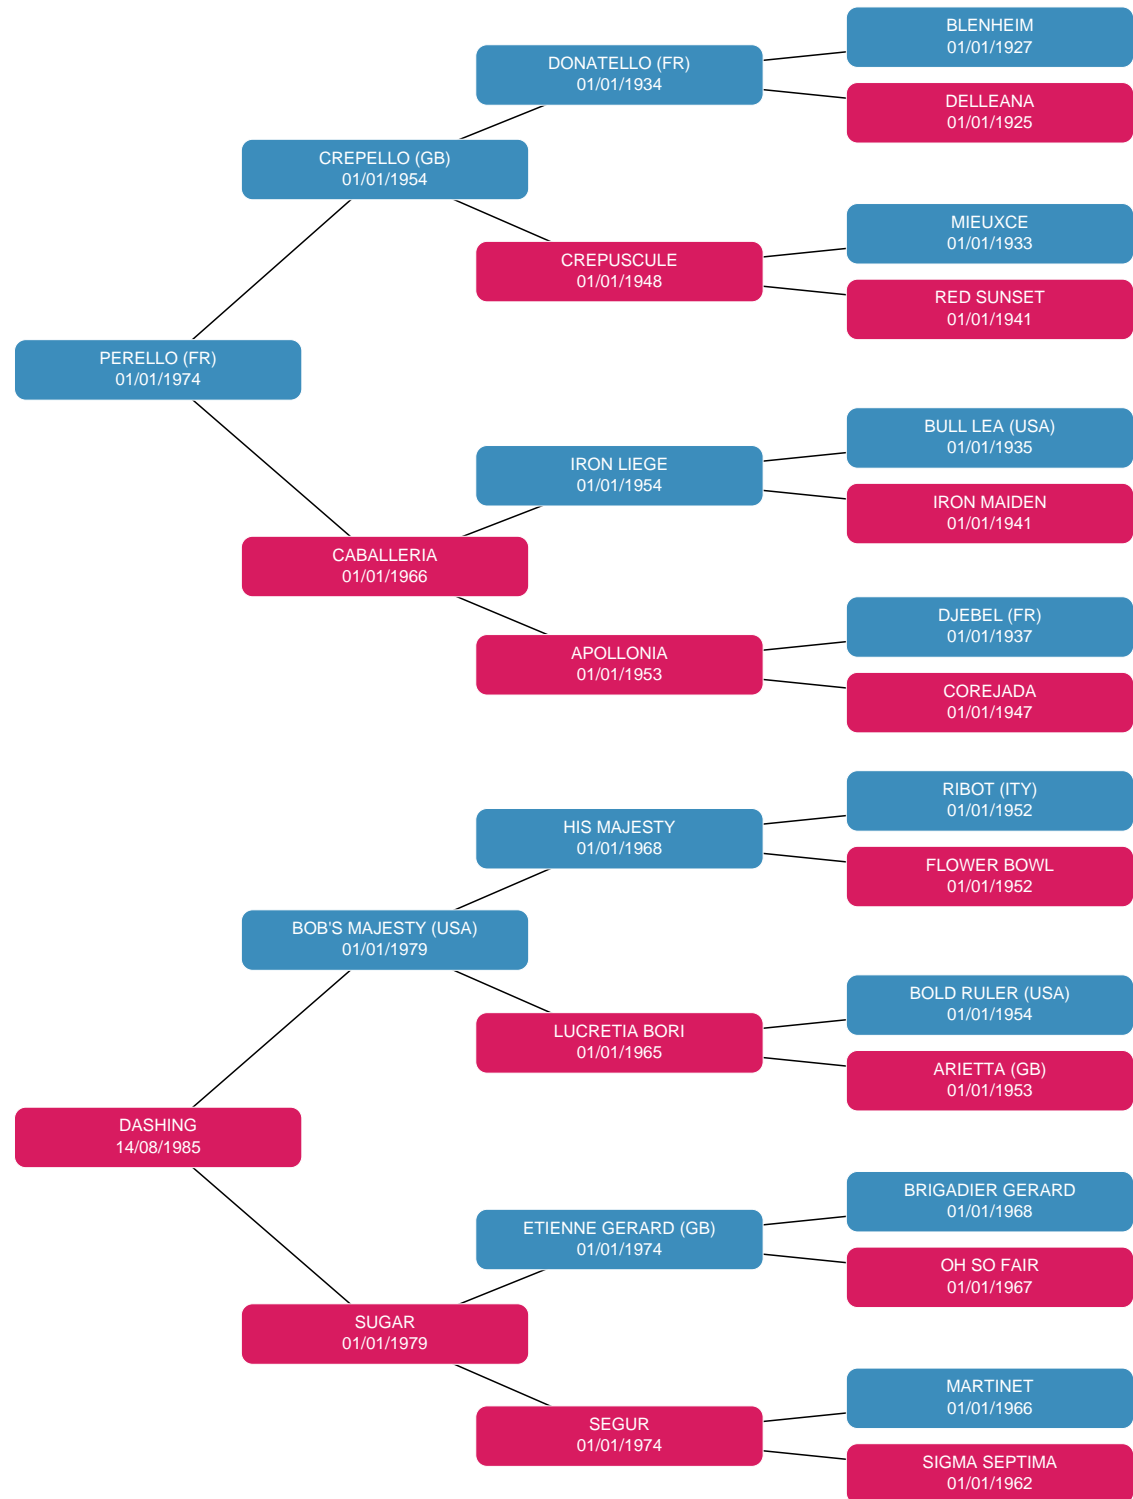 BLENHEIM
01/01/1927
DONATELLO (FR)
01/01/1934
DELLEANA
01/01/1925
CREPELLO (GB)
01/01/1954
MIEUXCE
01/01/1933
CREPUSCULE
01/01/1948
RED SUNSET
01/01/1941
PERELLO (FR)
01/01/1974
BULL LEA (USA)
01/01/1935
IRON LIEGE
01/01/1954
IRON MAIDEN
01/01/1941
CABALLERIA
01/01/1966
DJEBEL (FR)
01/01/1937
APOLLONIA
01/01/1953
COREJADA
01/01/1947
RIBOT (ITY)
01/01/1952
HIS MAJESTY
01/01/1968
FLOWER BOWL
01/01/1952
BOB'S MAJESTY (USA)
01/01/1979
BOLD RULER (USA)
01/01/1954
LUCRETIA BORI
01/01/1965
ARIETTA (GB)
01/01/1953
DASHING
14/08/1985
BRIGADIER GERARD
01/01/1968
ETIENNE GERARD (GB)
01/01/1974
OH SO FAIR
01/01/1967
SUGAR
01/01/1979
MARTINET
01/01/1966
SEGUR
01/01/1974
SIGMA SEPTIMA
01/01/1962